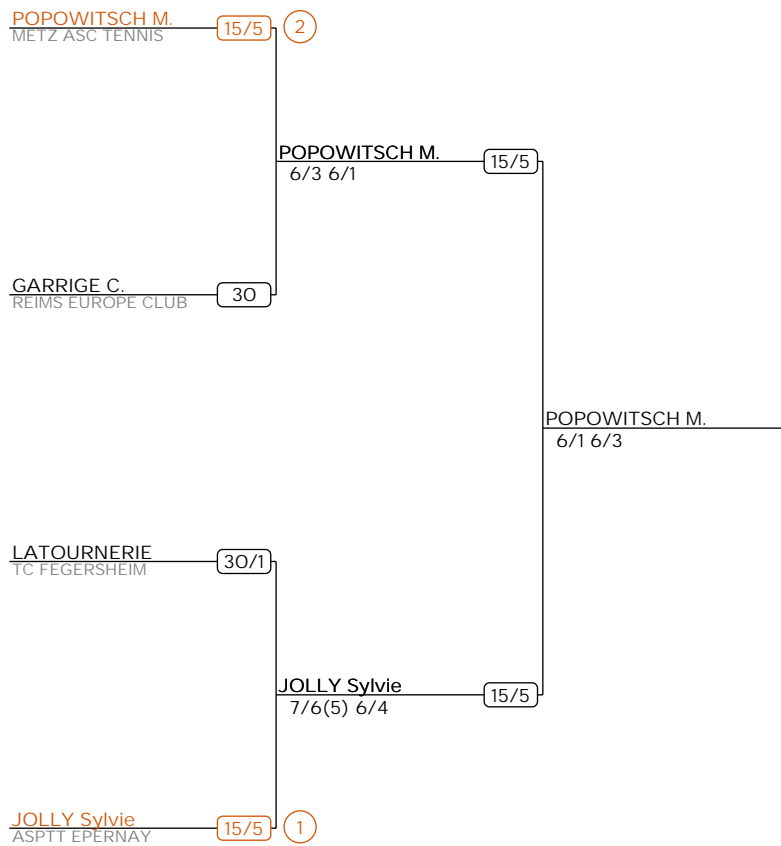 POPOWITSCH M.
15/5
2
METZ ASC TENNIS
POPOWITSCH M.
15/5
6/3 6/1
GARRIGE C.
30
REIMS EUROPE CLUB
POPOWITSCH M.
6/1 6/3
LATOURNERIE
30/1
TC FEGERSHEIM
JOLLY Sylvie
15/5
7/6(5) 6/4
JOLLY Sylvie
15/5
1
ASPTT EPERNAY